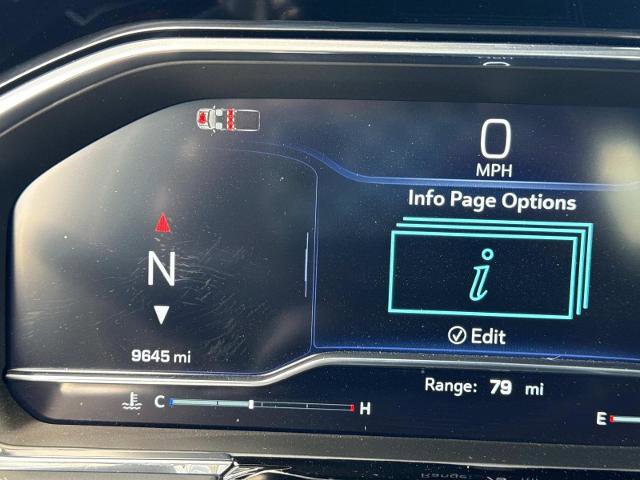 0
MPH
Info Page Options
i
N
Edit
9645 mi
Range: 79 mi
C H
E